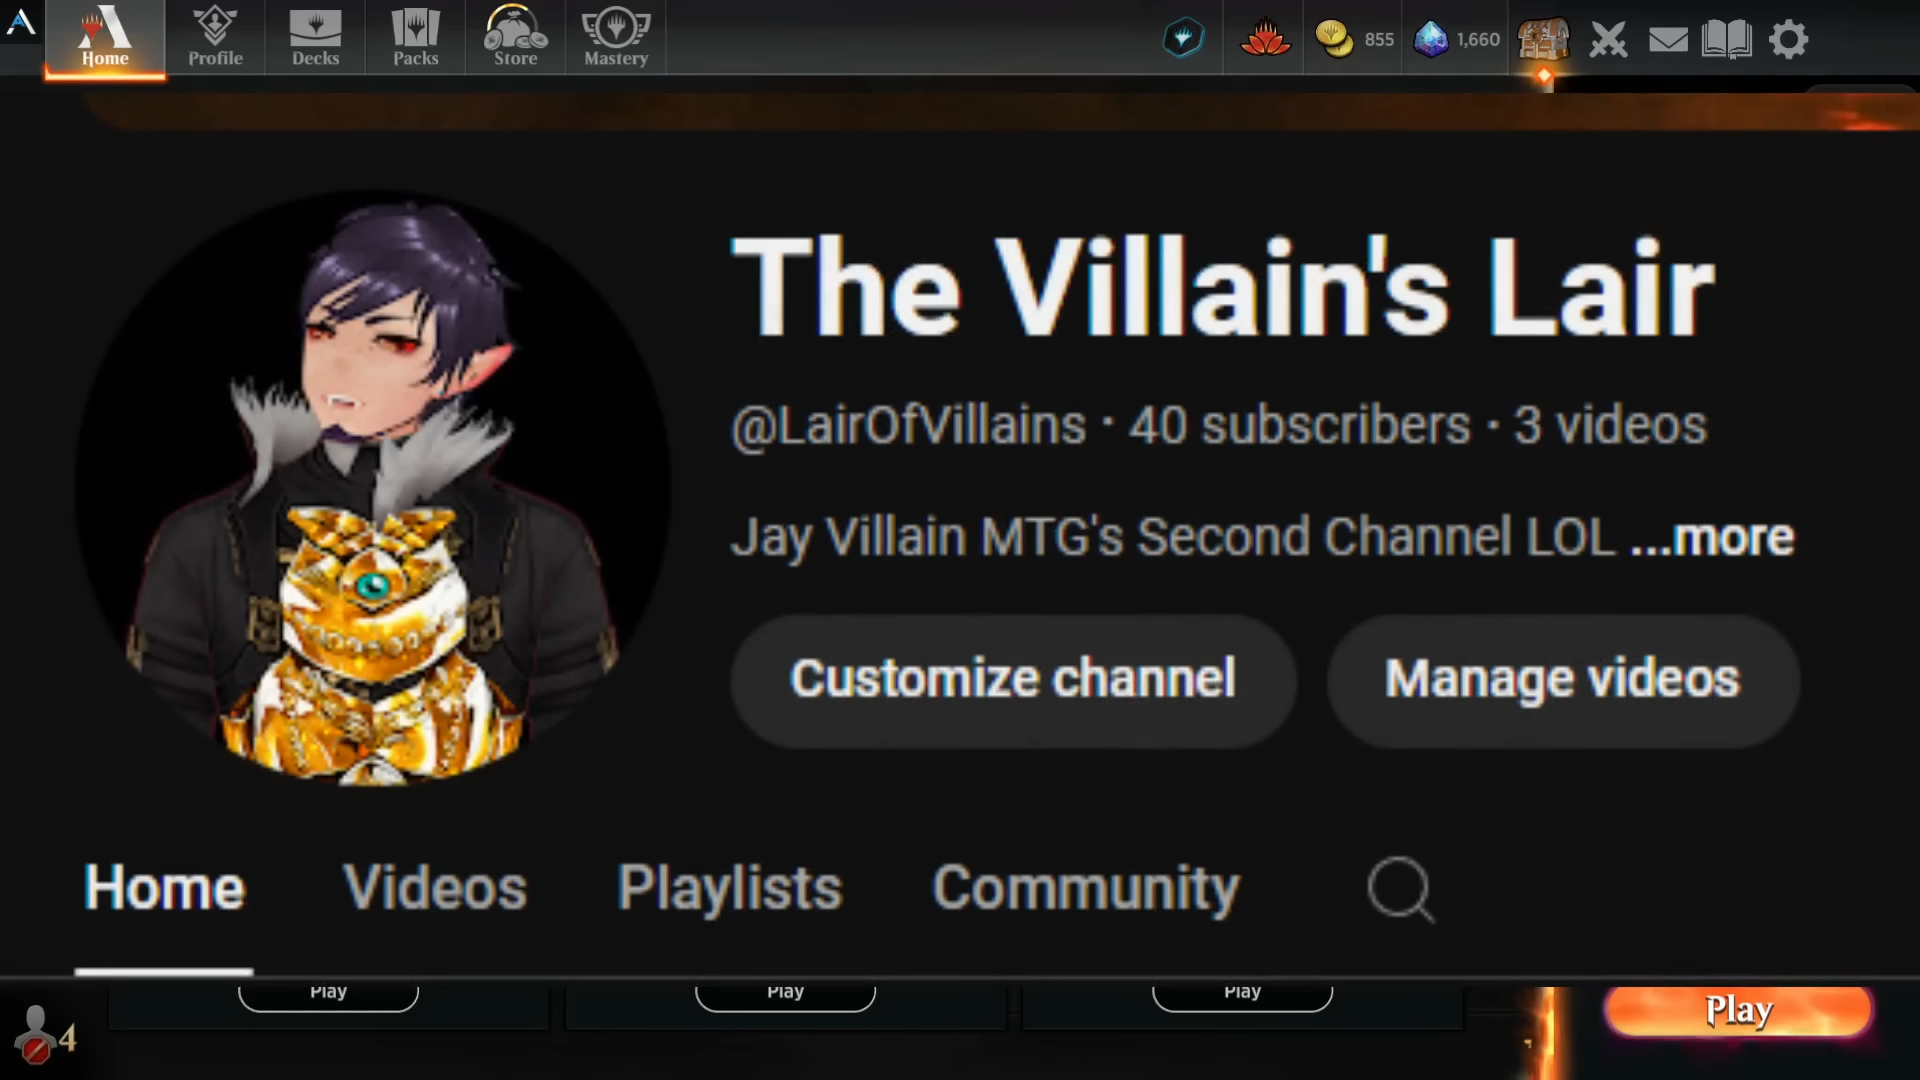 Home Profile Decks Packs Store Mastery 855 1,660
The Villain's Lair
@LairOfVillains · 40 subscribers · 3 videos
Jay Villain MTG's Second Channel LOL ...more
Customize channel Manage videos
Home Videos Playlists Community
Play Play Play Play
4